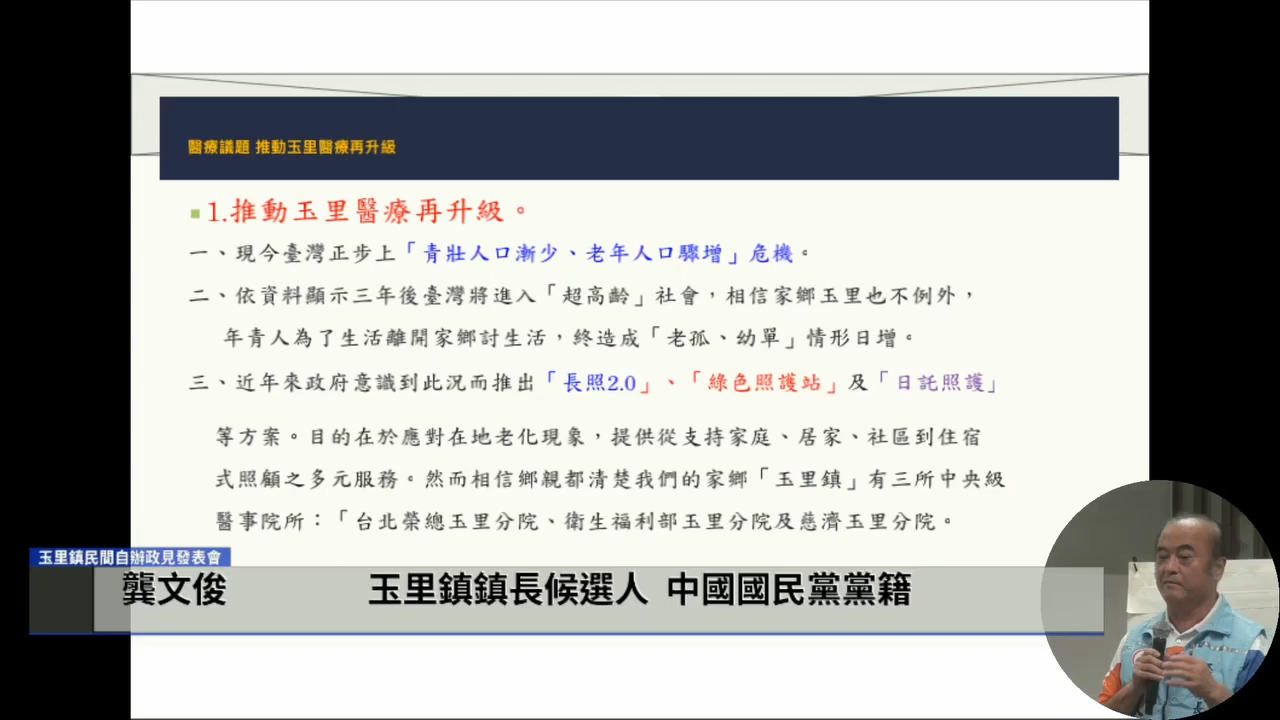 醫療議題 推動玉里醫療再升級
1.推動玉里醫療再升級。
一、現今臺灣正步上「青壯人口漸少、老年人口驟增」危機。
二、依資料顯示三年後臺灣將進入「超高齡」社會，相信家鄉玉里也不例外，
年青人為了生活離開家鄉討生活，終造成「老孤、幼單」情形日增。
三、近年來政府意識到此況而推出「長照2.0」、「綠色照護站」及「日託照護」
等方案。目的在於應對在地老化現象，提供從支持家庭、居家、社區到住宿
式照顧之多元服務。然而相信鄉親都清楚我們的家鄉「玉里鎮」有三所中央級
醫事院所：「台北榮總玉里分院、衛生福利部玉里分院及慈濟玉里分院。
玉里鎮民間自辦政見發表會
龔文俊 玉里鎮鎮長候選人 中國國民黨黨籍